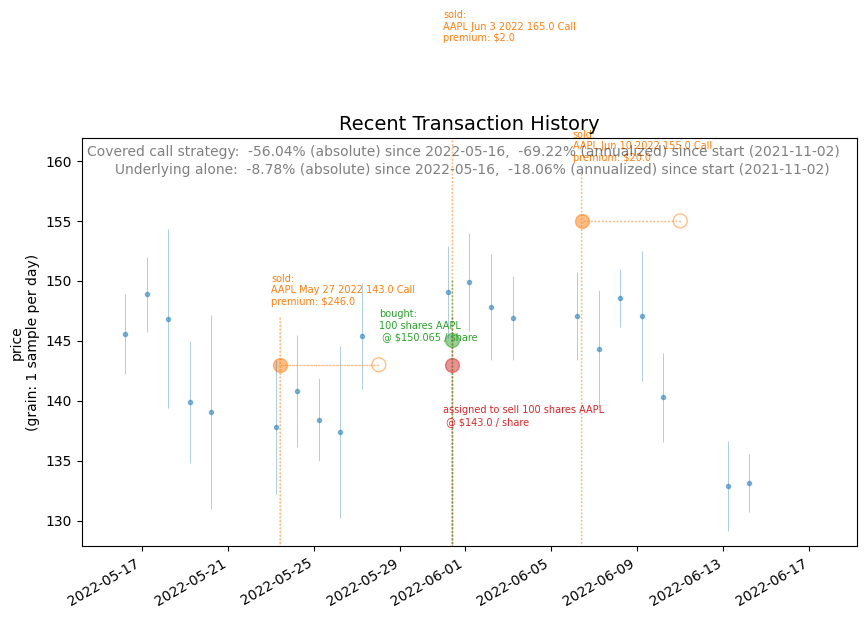 sold:
AAPL Jun 3 2022 165.0 Call
premium: $2.0
Recent Transaction History
sold:
AAPL Jun 10 2022 155.0 Call
premium: $20.0
Covered call strategy:  -56.04% (absolute) since 2022-05-16,  -69.22% (annualized) since start (2021-11-02)
Underlying alone:  -8.78% (absolute) since 2022-05-16,  -18.06% (annualized) since start (2021-11-02)
160
155
150
145
140
135
130
price
(grain: 1 sample per day)
sold:
AAPL May 27 2022 143.0 Call
premium: $246.0
bought:
100 shares AAPL
@ $150.065 / share
assigned to sell 100 shares AAPL
@ $143.0 / share
2022-05-17
2022-05-21
2022-05-25
2022-05-29
2022-06-01
2022-06-05
2022-06-09
2022-06-13
2022-06-17